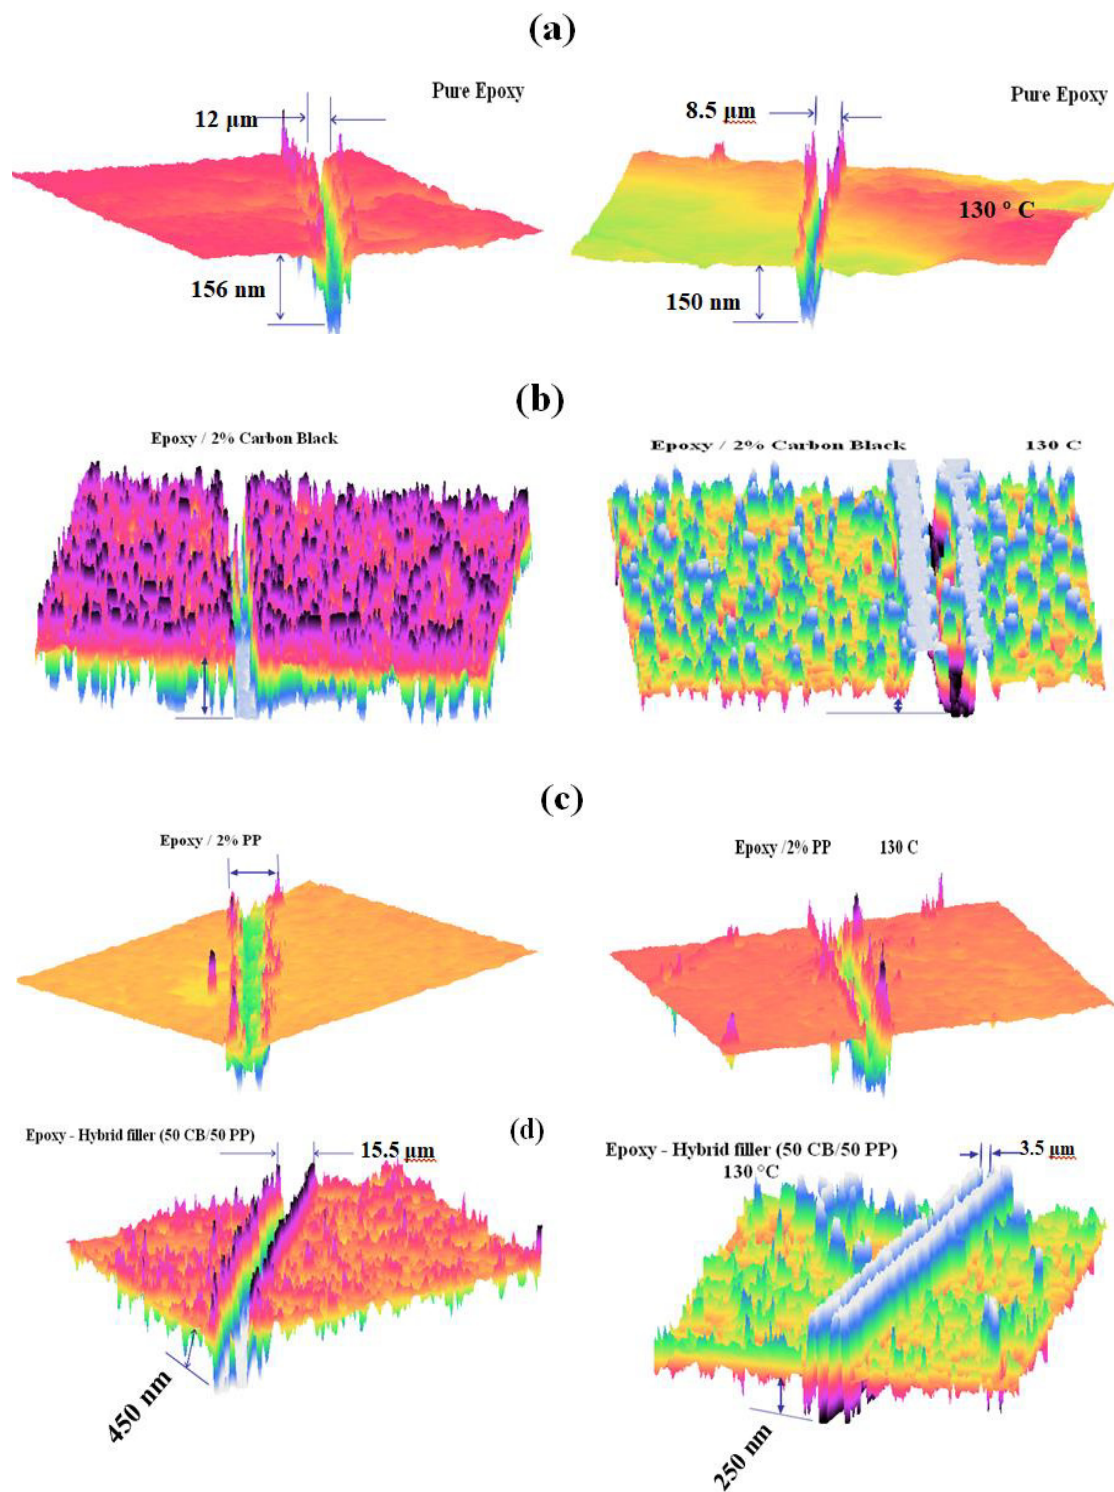 (a)
Pure Epoxy
12 µm
156 nm
Pure Epoxy
8.5 µm
130 ° C
150 nm
(b)
Epoxy / 2% Carbon Black
Epoxy / 2% Carbon Black 130 C
(c)
Epoxy / 2% PP
Epoxy /2% PP 130 C
(d)
Epoxy - Hybrid filler (50 CB/50 PP)
15.5 µm
450 nm
Epoxy - Hybrid filler (50 CB/50 PP)
130 °C
3.5 µm
250 nm